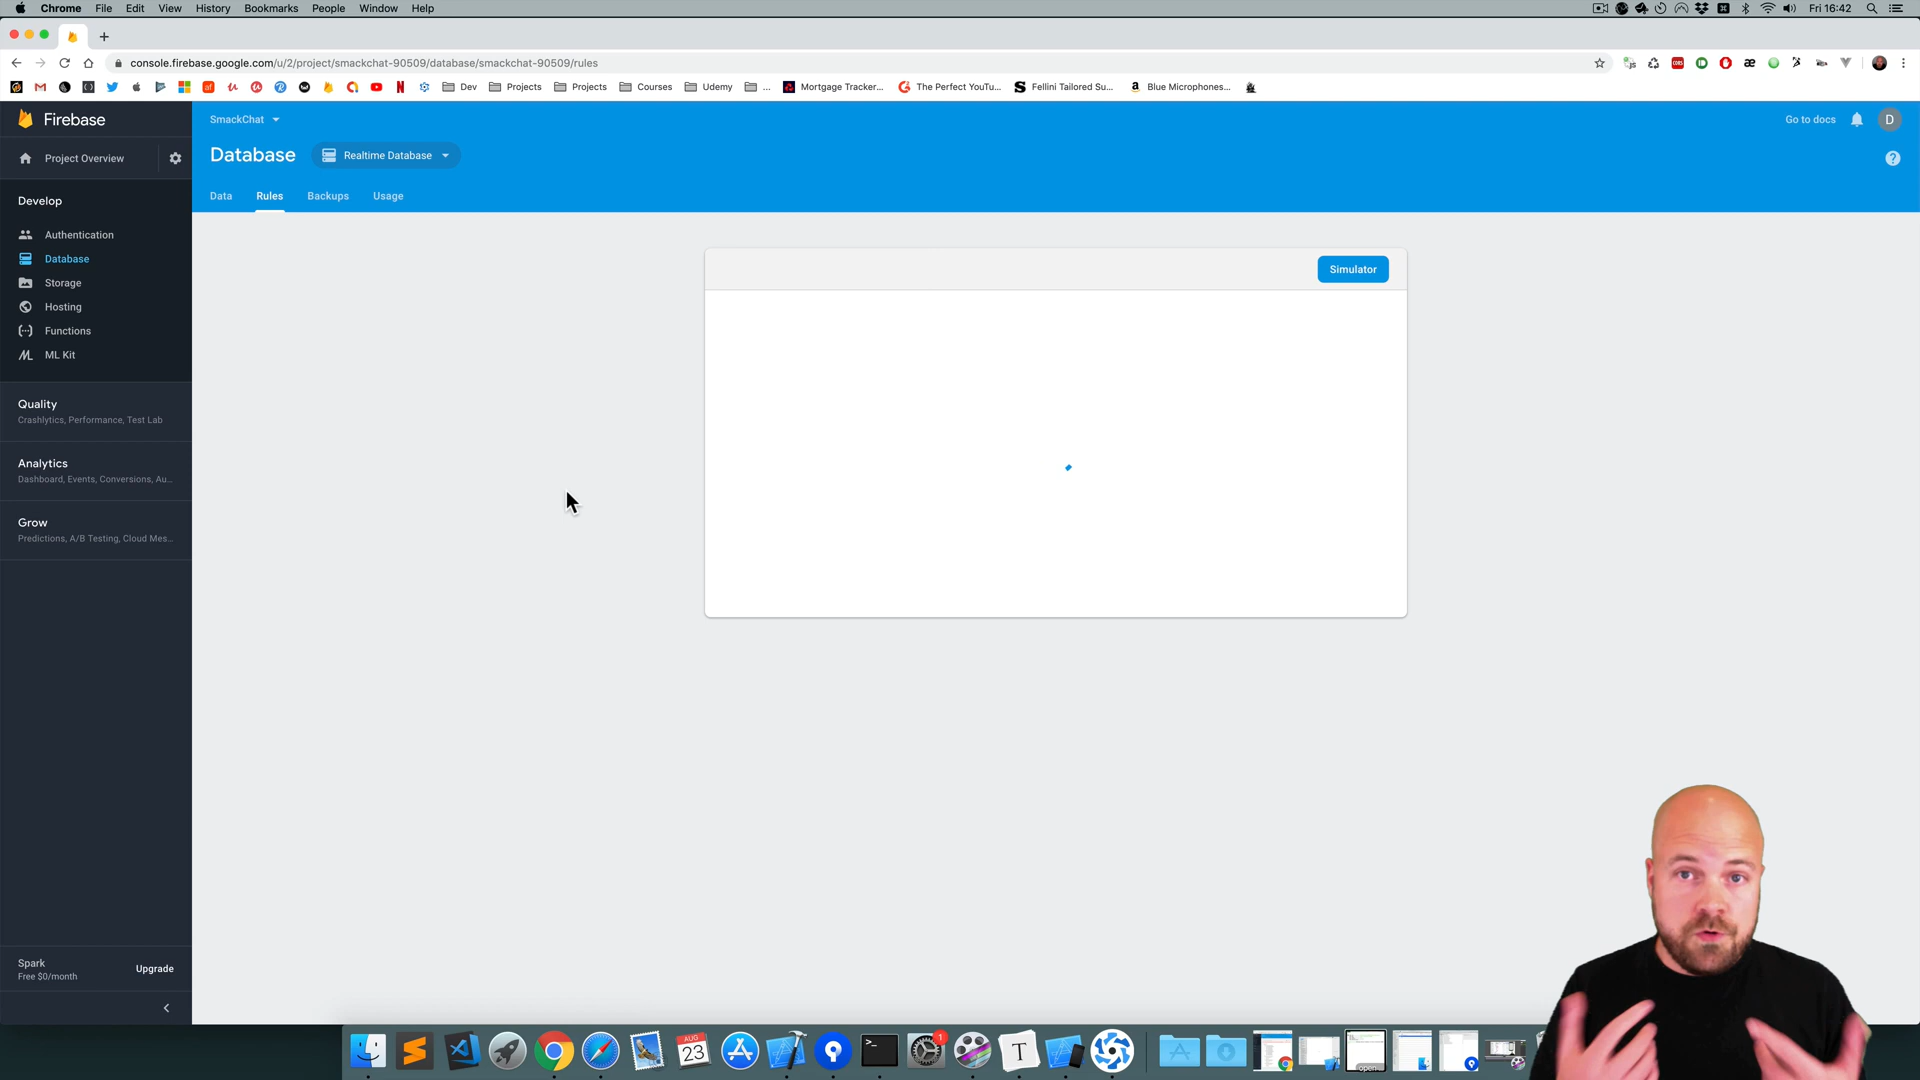 Chrome File Edit View History Bookmarks People Window Help
Fri 16:42
console.firebase.google.com/u/2/project/smackchat-90509/database/smackchat-90509/rules
Dev Projects Projects Courses Udemy ... Mortgage Tracker... The Perfect YouTu... Fellini Tailored Su... Blue Microphones...
Firebase
SmackChat
Go to docs
D
Project Overview
Database
Realtime Database
Data Rules Backups Usage
Develop
Authentication
Database
Storage
Hosting
Functions
ML Kit
Simulator
Quality
Crashlytics, Performance, Test Lab
Analytics
Dashboard, Events, Conversions, Au...
Grow
Predictions, A/B Testing, Cloud Mes...
Spark
Free $0/month
Upgrade
AUG
23
1
T
open